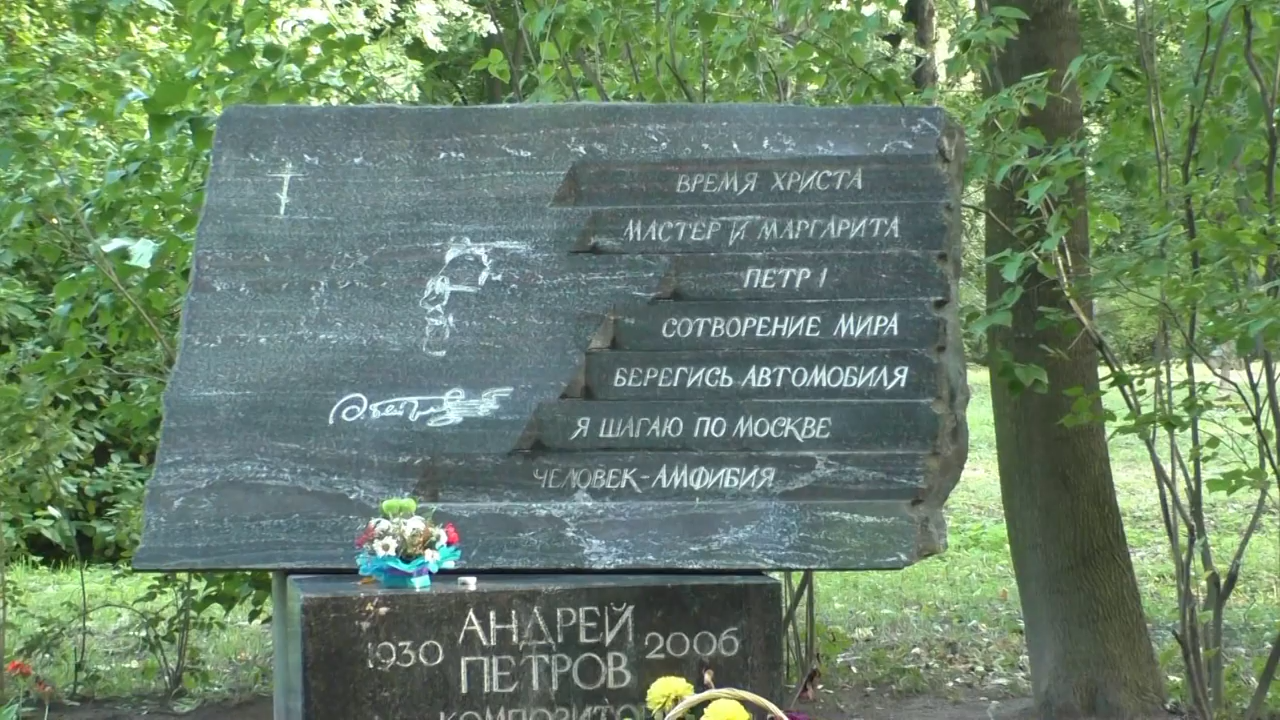 ВРЕМЯ ХРИСТА
МАСТЕР И МАРГАРИТА
ПЕТР I
СОТВОРЕНИЕ МИРА
БЕРЕГИСЬ АВТОМОБИЛЯ
Я ШАГАЮ ПО МОСКВЕ
ЧЕЛОВЕК-АМФИБИЯ
АНДРЕЙ
1930 2006
ПЕТРОВ